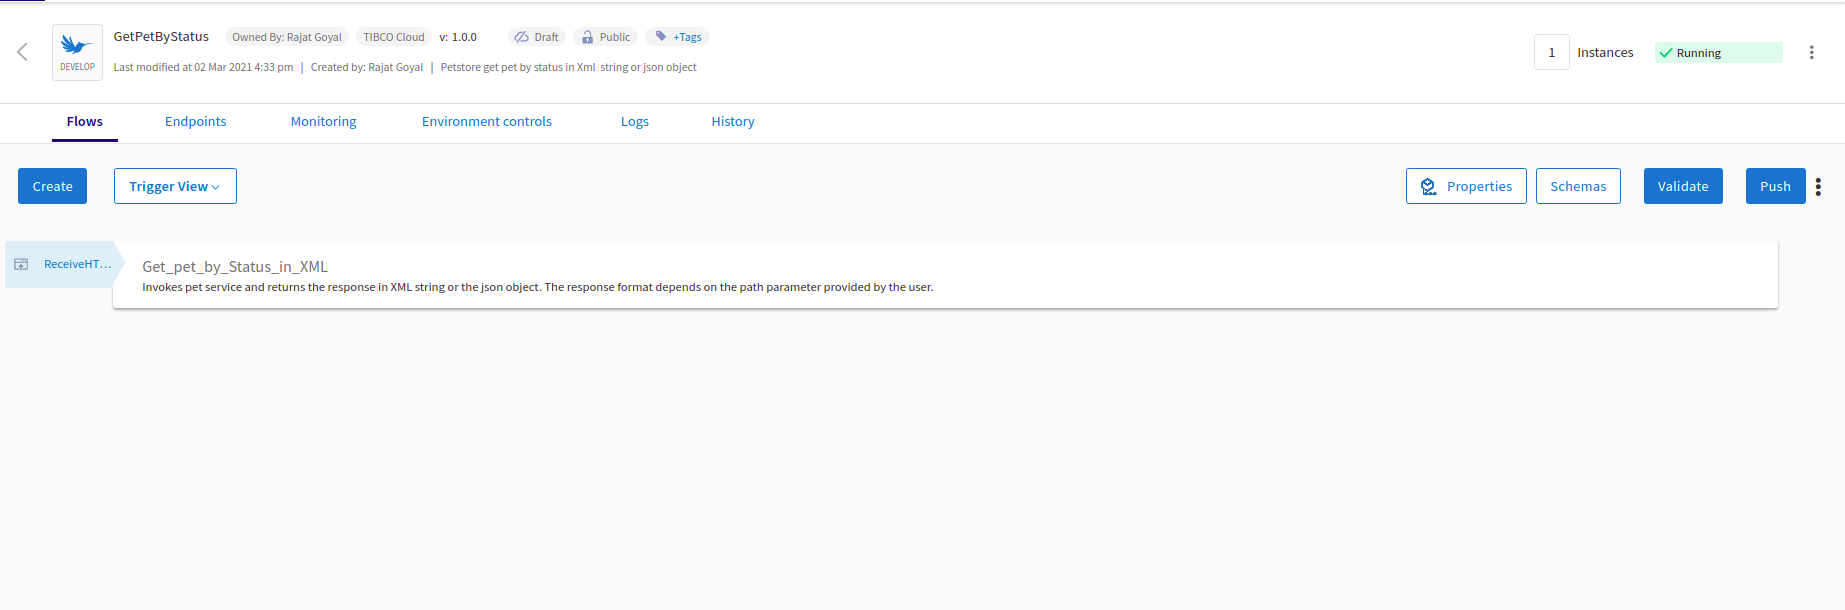 GetPetByStatus Owned By: Rajat Goyal TIBCO Cloud v: 1.0.0 Draft Public +Tags
DEVELOP
Last modified at 02 Mar 2021 4:33 pm | Created by: Rajat Goyal | Petstore get pet by status in Xml string or json object
1 Instances Running
Flows Endpoints Monitoring Environment controls Logs History
Create Trigger View Properties Schemas Validate Push
ReceiveHT...
Get_pet_by_Status_in_XML
Invokes pet service and returns the response in XML string or the json object. The response format depends on the path parameter provided by the user.